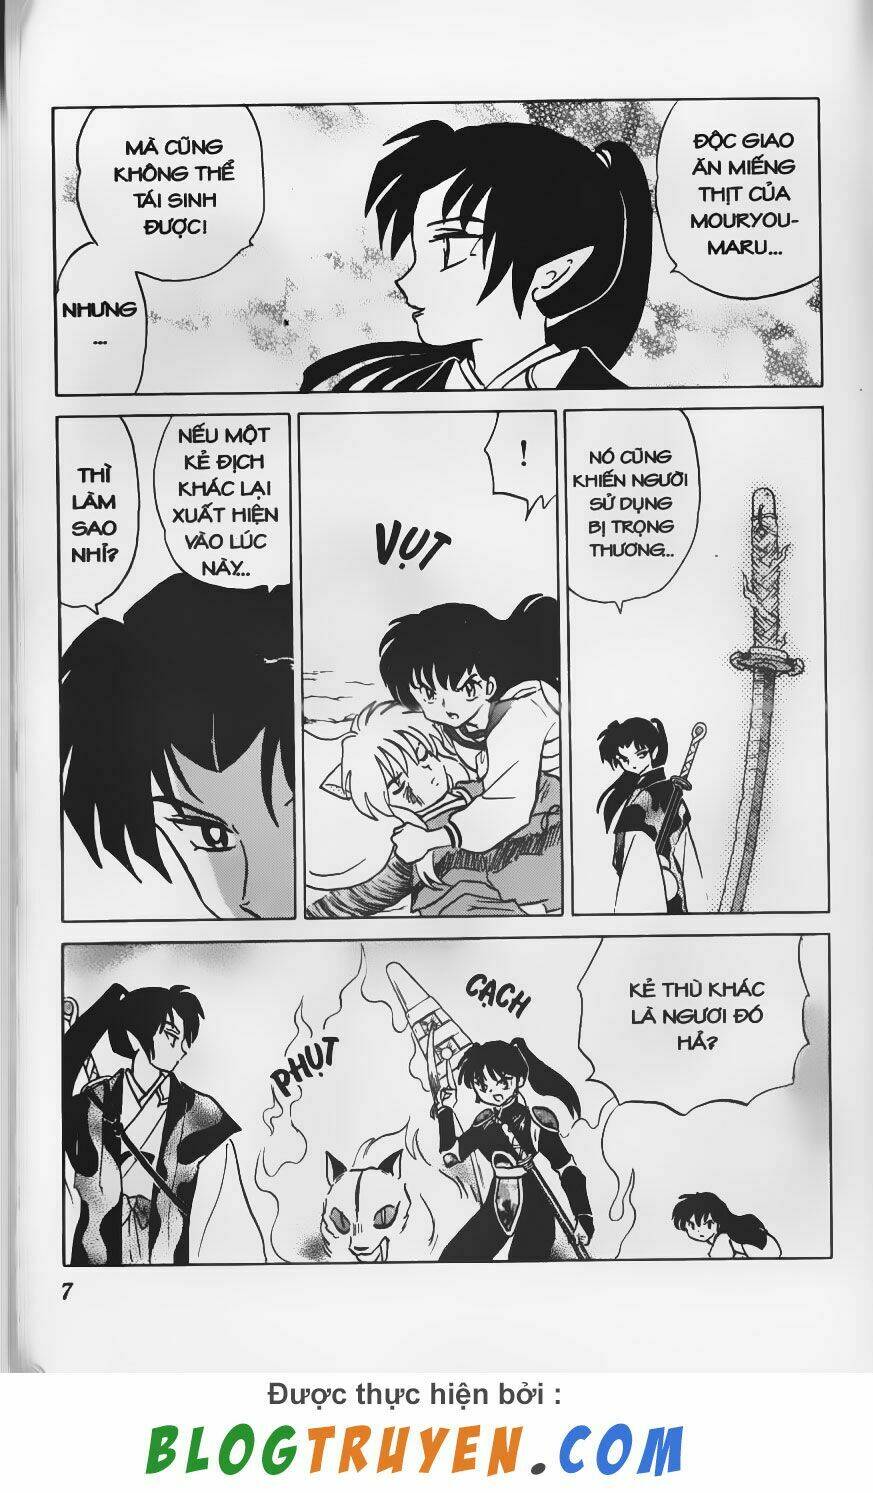 ĐỘC GIAO
ĂN MIẾNG
THỊT CỦA
MOURYOU-
MARU...
MÀ CŨNG
KHÔNG THỂ
TÁI SINH
ĐƯỢC!
NHƯNG
...
NÓ CŨNG
KHIẾN NGƯỜI
SỬ DỤNG
BỊ TRỌNG
THƯƠNG...
!
VỤT
NẾU MỘT
KẺ ĐỊCH
KHÁC LẠI
XUẤT HIỆN
VÀO LÚC
NÀY...
THÌ
LÀM
SAO
NHỈ?
KẺ THÙ KHÁC
LÀ NGƯƠI ĐÓ
HẢ?
CẠCH
PHỤT
7
Được thực hiện bởi :
BLOGTRUYEN.COM